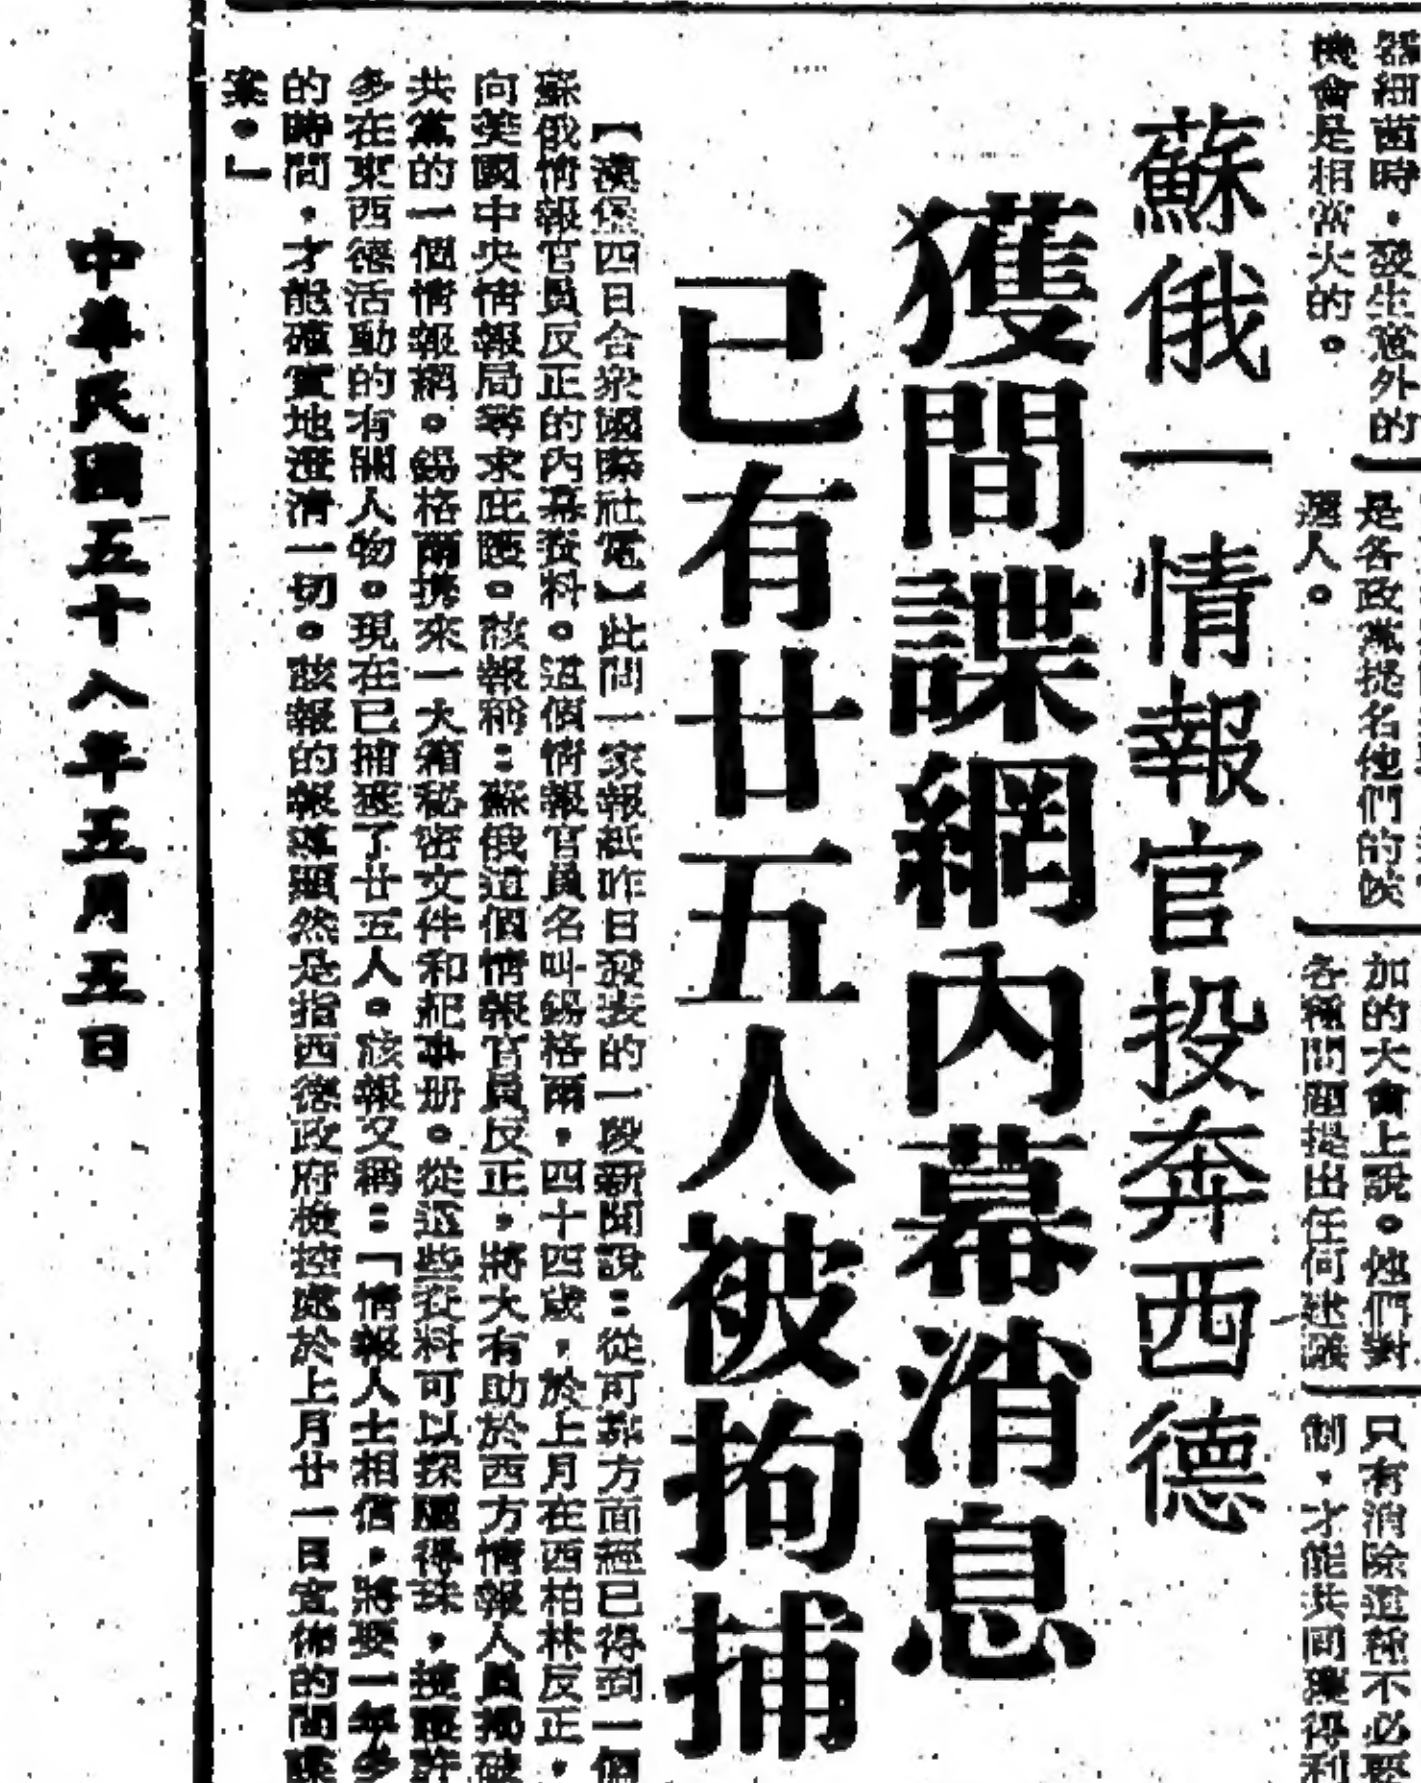 器細菌時，發生意外的
機會是相當大的。
是各政黨提名他們的候
選人。
加的大會上說。他們對
各種問題提出任何建議
只有消除這種不必要
制，才能共同獲得利
蘇俄一情報官投奔西德
獲間諜網內幕消息
已有廿五人被拘捕
【漢堡四日合衆國際社電】此間一家報紙昨日發表的一段新聞說：從可靠方面經已得到一個
蘇俄情報官員反正的內幕資料。這個情報官員名叫錫格爾，四十四歲，於上月在西柏林反正，
向英國中央情報局尋求庇護。該報稱：蘇俄這個情報官員反正，將大有助於西方情報人員揭破
共黨的一個情報網。錫格爾携來一大箱秘密文件和紀事册。從這些資料可以探驪得珠，獲悉許
多在東西德活動的有關人物。現在已捕逮了廿五人。該報又稱：「情報人士相信，將要一年多
的時間，才能確實地澄清一切。該報的報導顯然是指西德政府檢控處於上月廿一日宣佈的間諜
案。」
中華民國五十八年五月五日